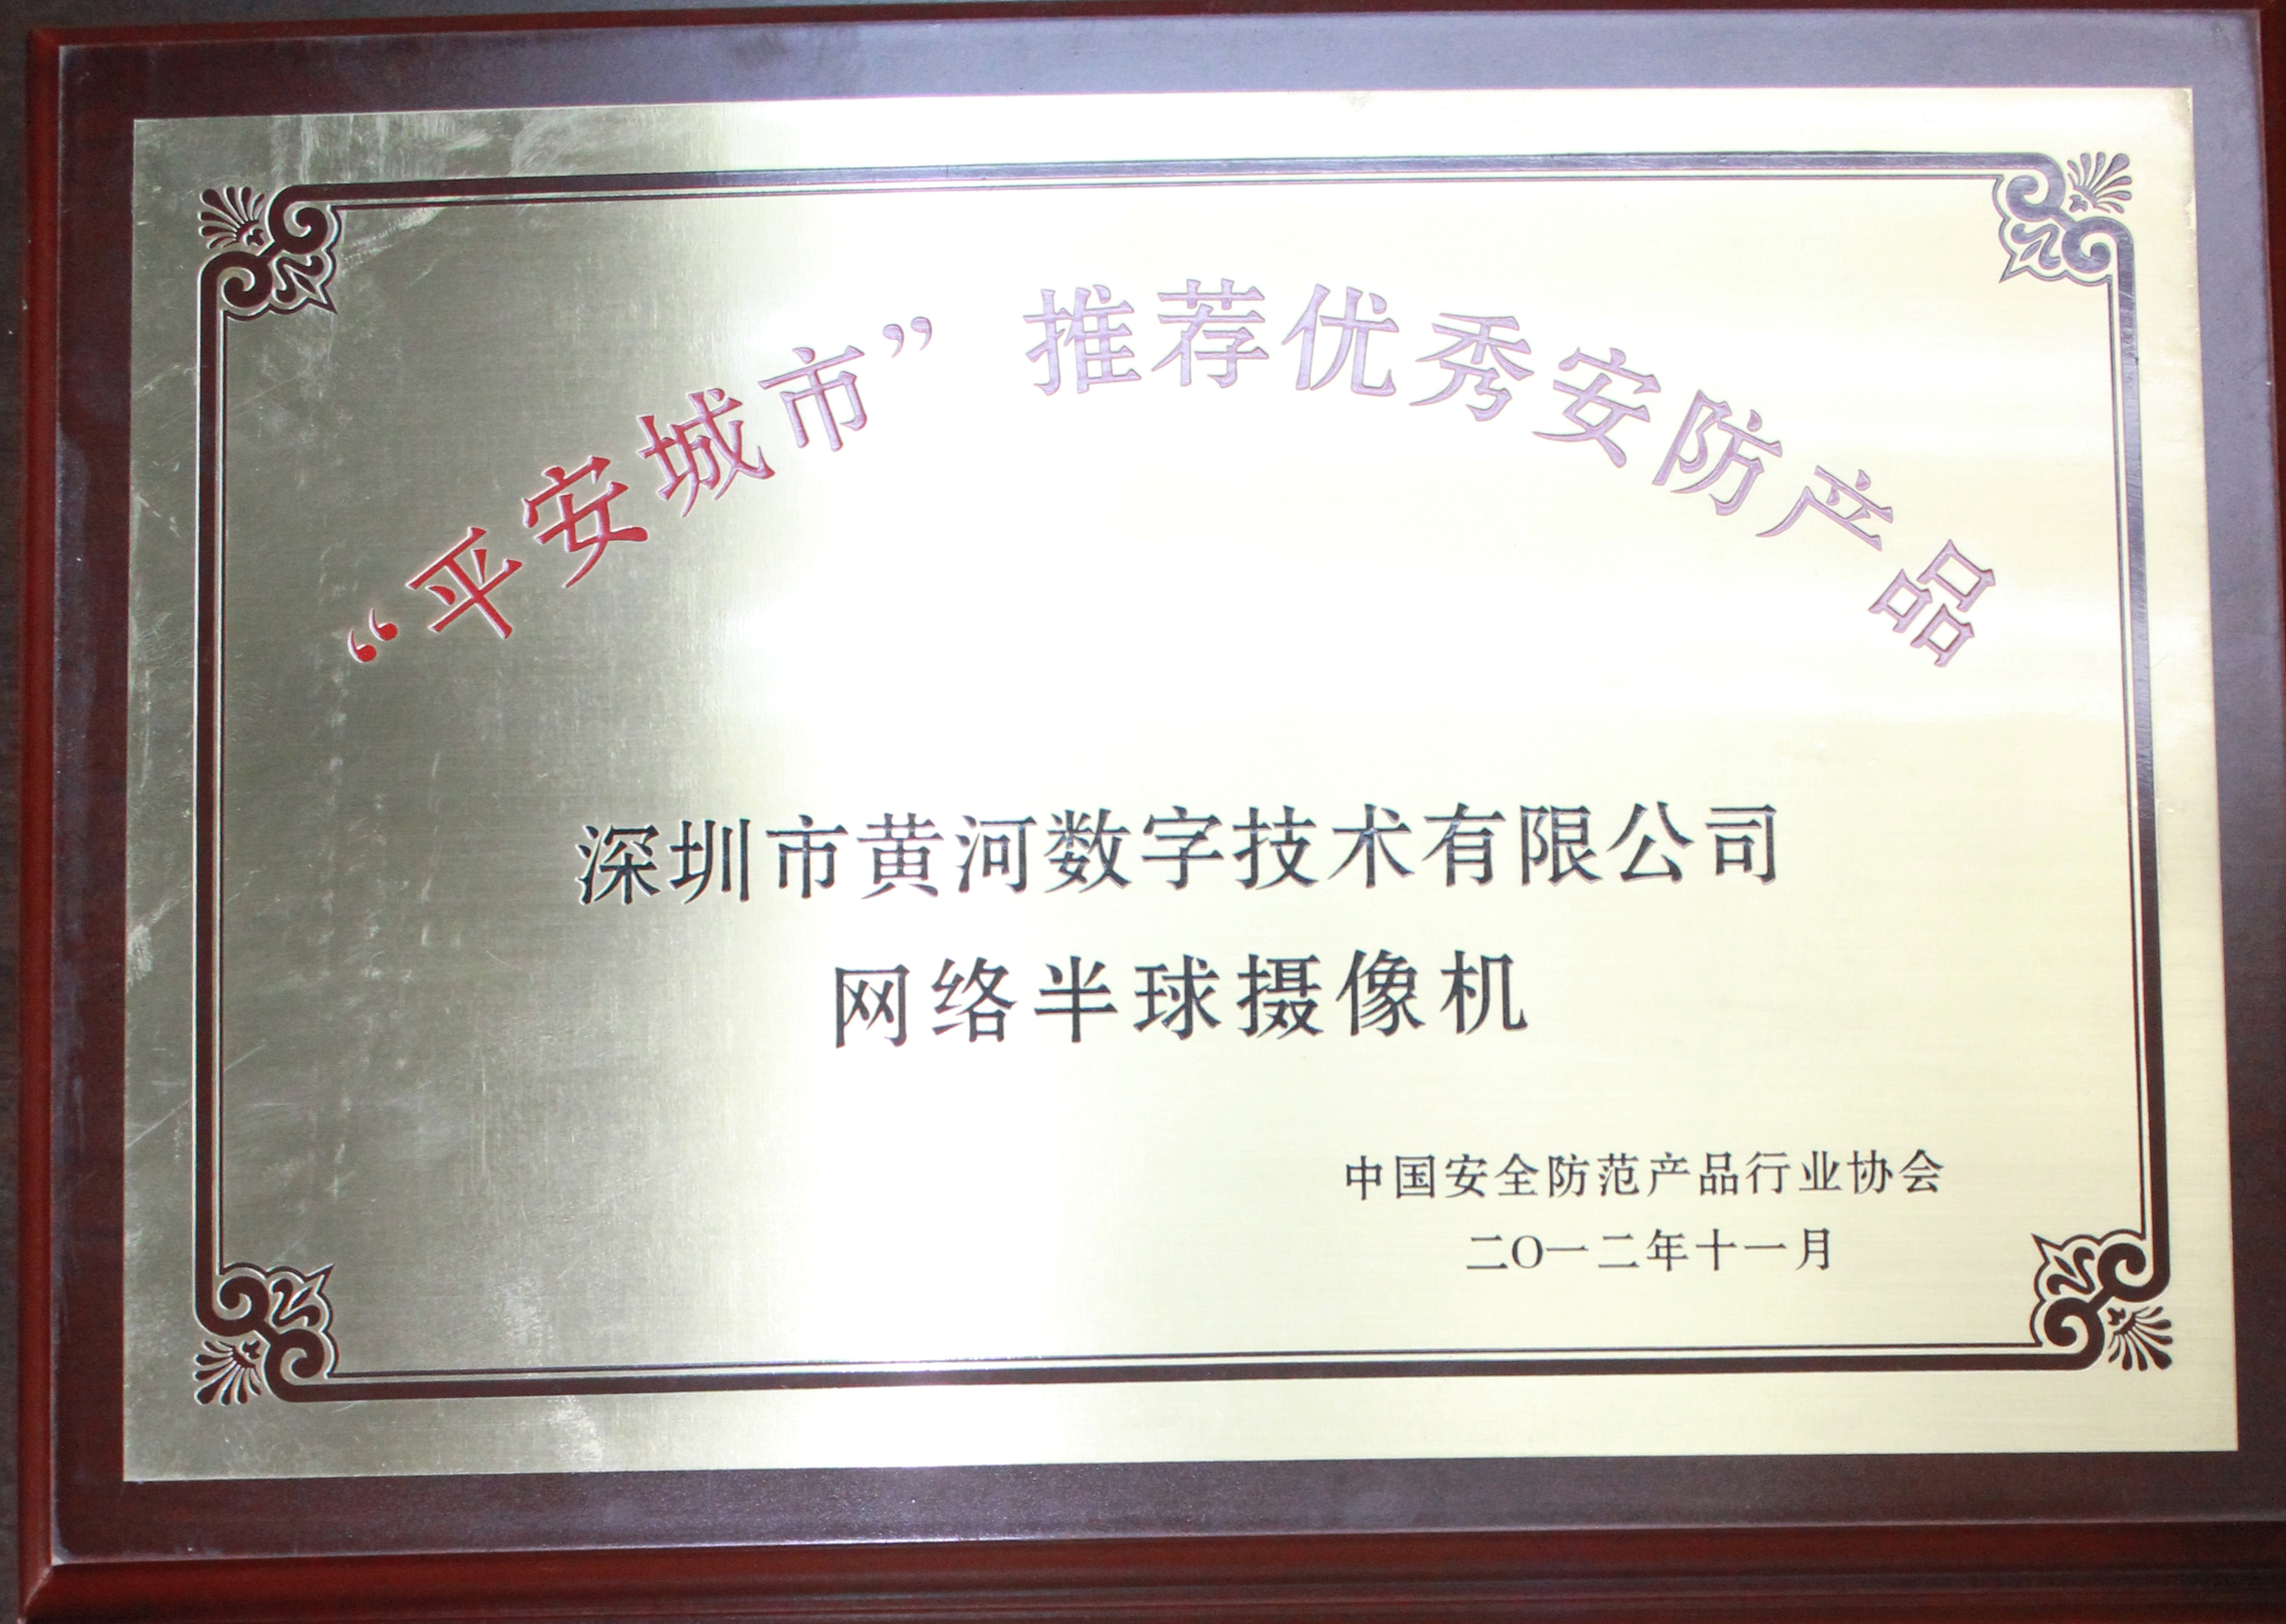 “平安城市” 推荐优秀安防产品
深圳市黄河数字技术有限公司
网络半球摄像机
中国安全防范产品行业协会
二〇一二年十一月